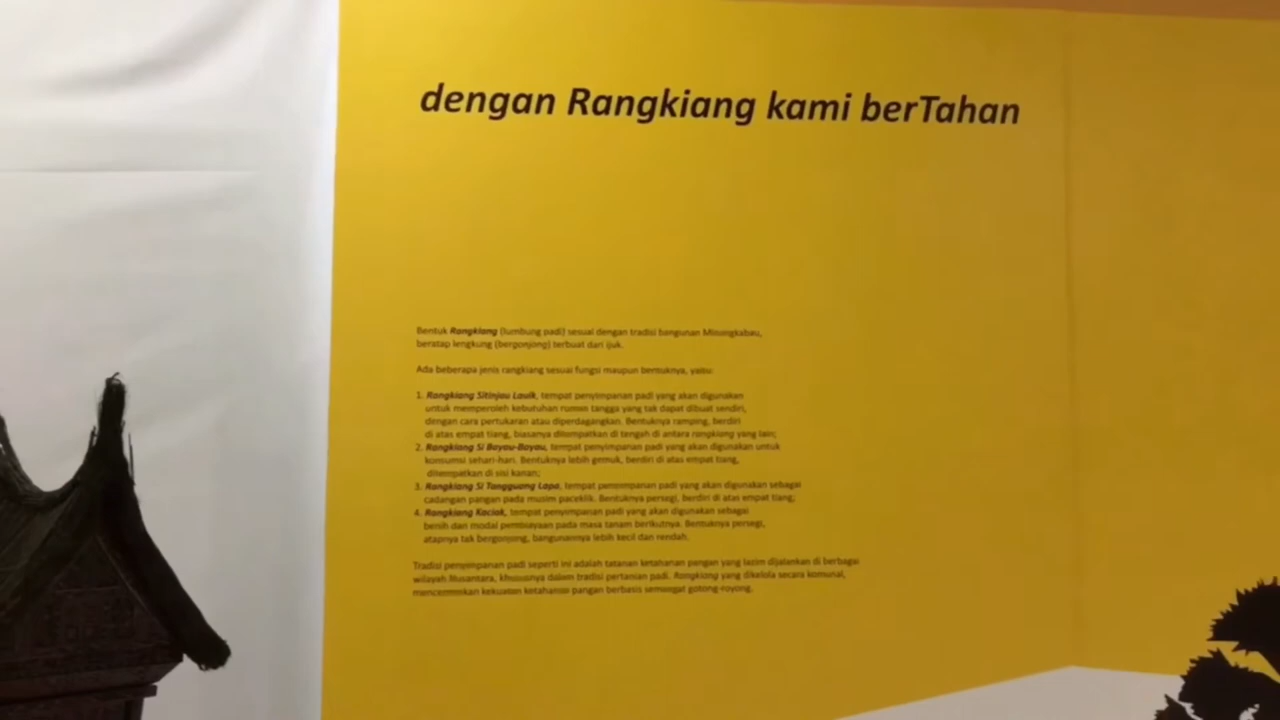 dengan Rangkiang kami berTahan
Bentuk Rangkiang (lumbung padi) sesuai dengan tradisi bangunan Minangkabau,
beratap lengkung (bergonjong) terbuat dari ijuk.
Ada beberapa jenis rangkiang sesuai fungsi maupun bentuknya, yaitu:
1. Rangkiang Sitinjau Lauik, tempat penyimpanan padi yang akan digunakan
untuk memperoleh kebutuhan rumah tangga yang tak dapat dibuat sendiri,
dengan cara pertukaran atau diperdagangkan. Bentuknya ramping, berdiri
di atas empat tiang, biasanya ditempatkan di tengah di antara rangkiang yang lain;
2. Rangkiang Si Bayau-Bayau, tempat penyimpanan padi yang akan digunakan untuk
konsumsi sehari-hari. Bentuknya lebih gemuk, berdiri di atas empat tiang,
ditempatkan di sisi kanan;
3. Rangkiang Si Tangguang Lapa, tempat penyimpanan padi yang akan digunakan sebagai
cadangan pangan pada musim paceklik. Bentuknya persegi, berdiri di atas empat tiang;
4. Rangkiang Kaciak, tempat penyimpanan padi yang akan digunakan sebagai
benih dan modal pembiayaan pada masa tanam berikutnya. Bentuknya persegi,
atapnya tak bergonjong, bangunannya lebih kecil dan rendah.
Tradisi penyimpanan padi seperti ini adalah tatanan ketahanan pangan yang lazim dijalankan di berbagai
wilayah Nusantara, khususnya dalam tradisi pertanian padi. Rangkiang yang dikelola secara komunal,
mencerminkan kekuatan ketahanan pangan berbasis semangat gotong-royong.